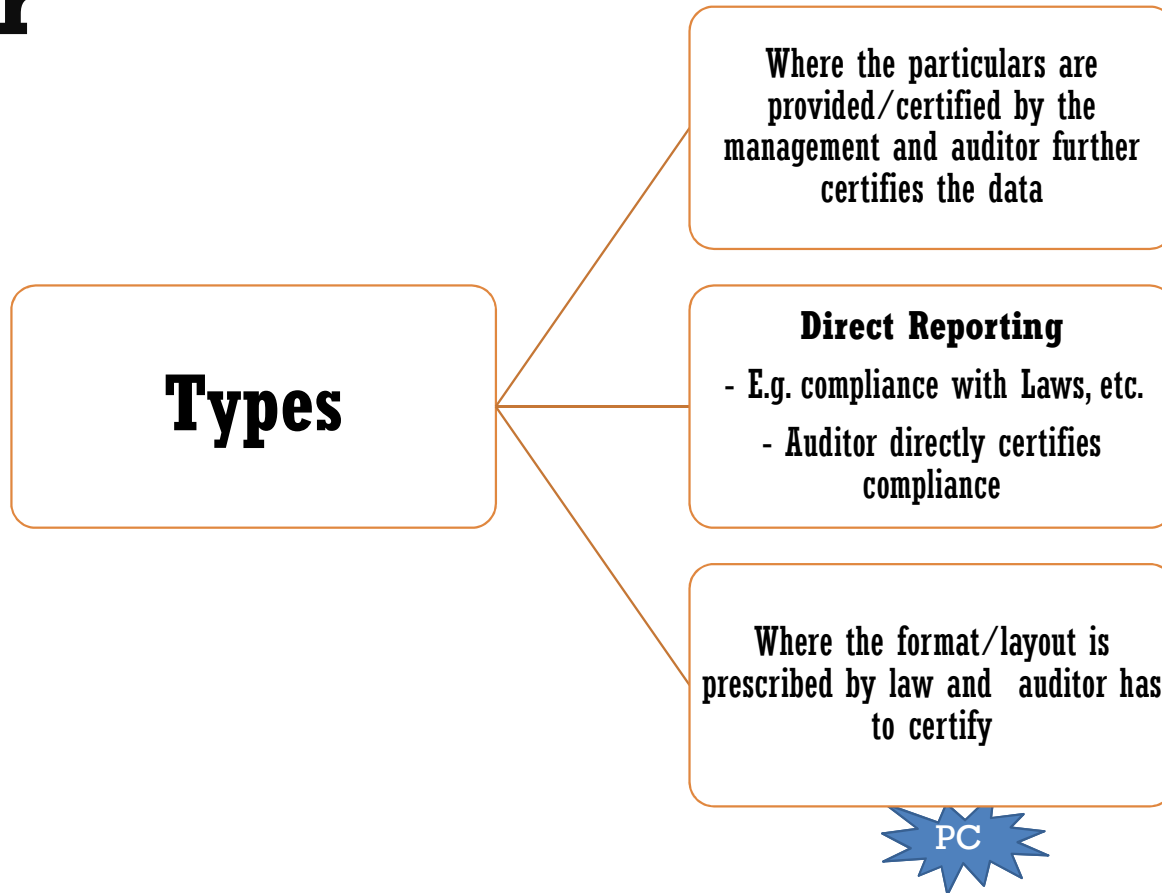 r
Types
Where the particulars are
provided/certified by the
management and auditor further
certifies the data
Direct Reporting
- E.g. compliance with Laws, etc.
- Auditor directly certifies
compliance
Where the format/layout is
prescribed by law and auditor has
to certify
PC